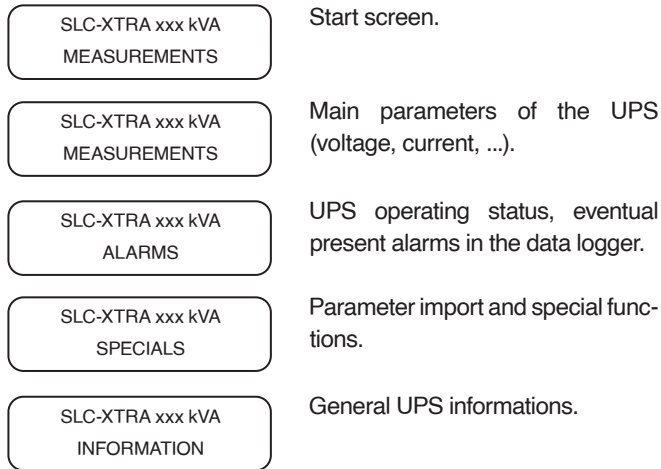 SLC-XTRA xxx kVA
MEASUREMENTS
Start screen.
SLC-XTRA xxx kVA
MEASUREMENTS
Main parameters of the UPS
(voltage, current, ...).
SLC-XTRA xxx kVA
ALARMS
UPS operating status, eventual
present alarms in the data logger.
SLC-XTRA xxx kVA
SPECIALS
Parameter import and special func-
tions.
SLC-XTRA xxx kVA
INFORMATION
General UPS informations.